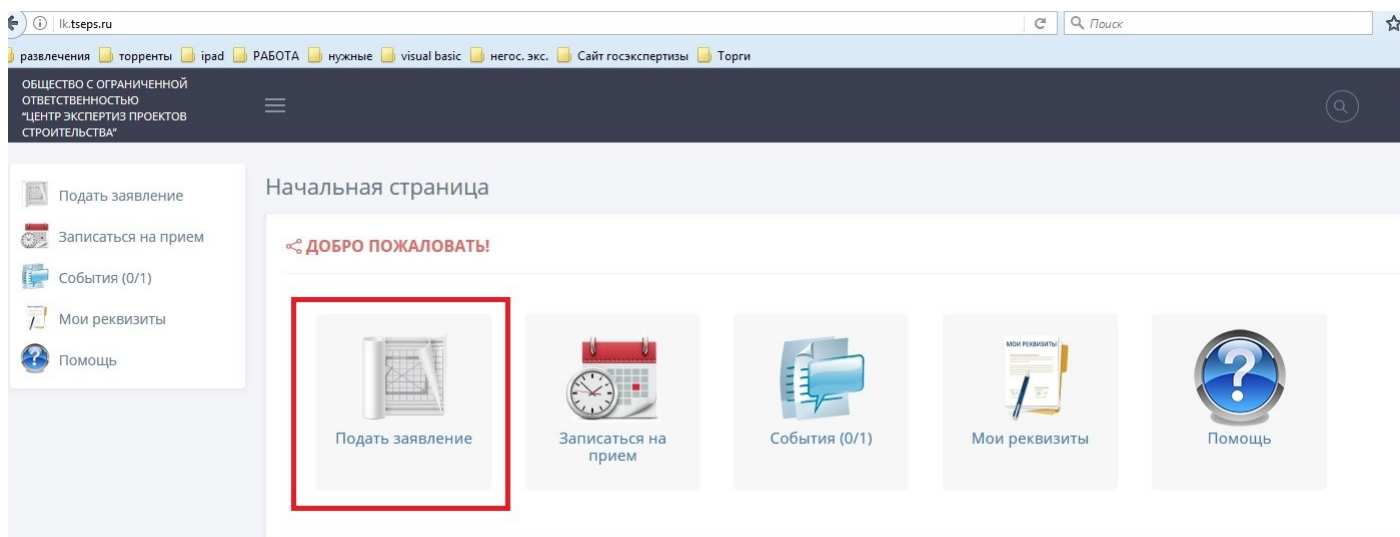 lk.tseps.ru
Поиск
развлечения торренты ipad РАБОТА нужные visual basic негос. экс. Сайт госэкспертизы Торги
ОБЩЕСТВО С ОГРАНИЧЕННОЙ
ОТВЕТСТВЕННОСТЬЮ
"ЦЕНТР ЭКСПЕРТИЗ ПРОЕКТОВ
СТРОИТЕЛЬСТВА"
Подать заявление
Записаться на прием
События (0/1)
Мои реквизиты
Помощь
Начальная страница
ДОБРО ПОЖАЛОВАТЬ!
Подать заявление
Записаться на
прием
События (0/1)
МОИ РЕКВИЗИТЫ
Мои реквизиты
Помощь